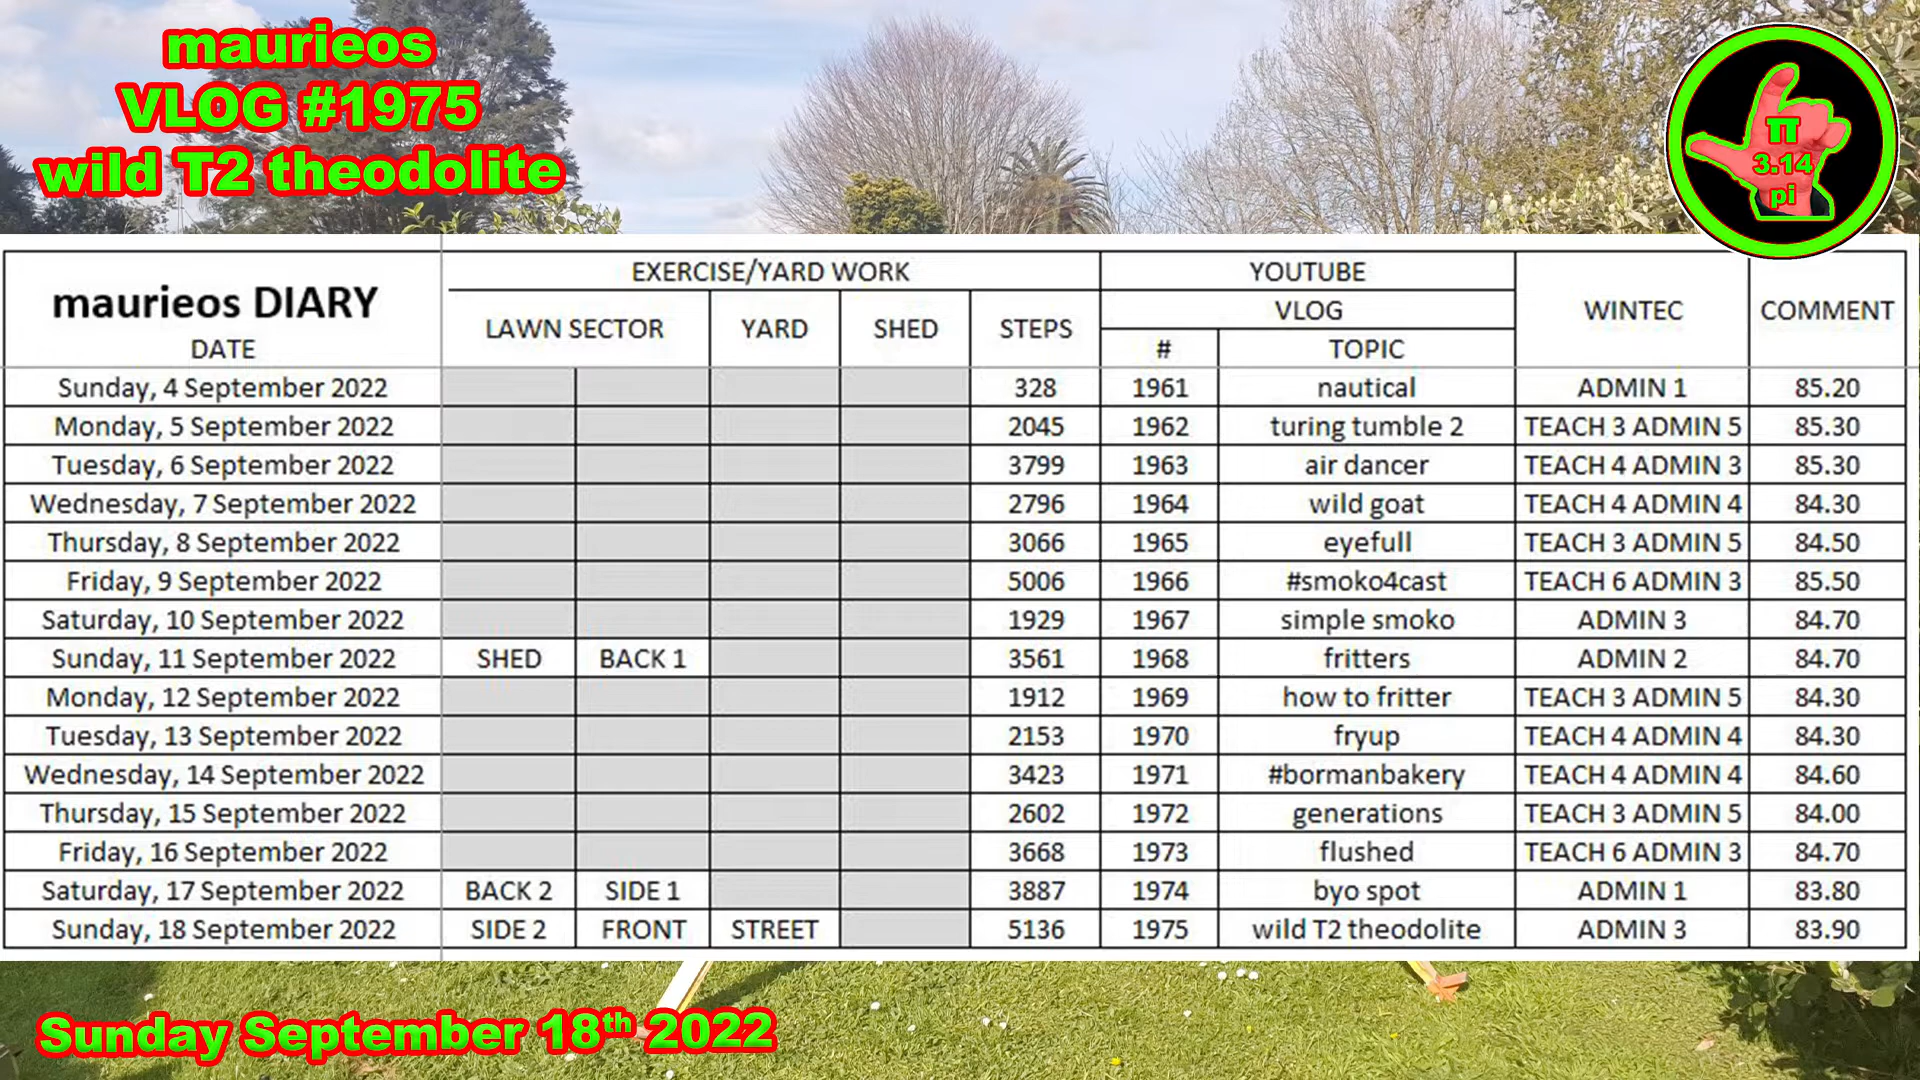 maurieos
VLOG #1975
wild T2 theodolite
π
3.14
pi
maurieos DIARY
DATE
EXERCISE/YARD WORK
LAWN SECTOR YARD SHED STEPS
YOUTUBE
VLOG
# TOPIC
WINTEC COMMENT
Sunday, 4 September 2022 328 1961 nautical ADMIN 1 85.20
Monday, 5 September 2022 2045 1962 turing tumble 2 TEACH 3 ADMIN 5 85.30
Tuesday, 6 September 2022 3799 1963 air dancer TEACH 4 ADMIN 3 85.30
Wednesday, 7 September 2022 2796 1964 wild goat TEACH 4 ADMIN 4 84.30
Thursday, 8 September 2022 3066 1965 eyefull TEACH 3 ADMIN 5 84.50
Friday, 9 September 2022 5006 1966 #smoko4cast TEACH 6 ADMIN 3 85.50
Saturday, 10 September 2022 1929 1967 simple smoko ADMIN 3 84.70
Sunday, 11 September 2022 SHED BACK 1 3561 1968 fritters ADMIN 2 84.70
Monday, 12 September 2022 1912 1969 how to fritter TEACH 3 ADMIN 5 84.30
Tuesday, 13 September 2022 2153 1970 fryup TEACH 4 ADMIN 4 84.30
Wednesday, 14 September 2022 3423 1971 #bormanbakery TEACH 4 ADMIN 4 84.60
Thursday, 15 September 2022 2602 1972 generations TEACH 3 ADMIN 5 84.00
Friday, 16 September 2022 3668 1973 flushed TEACH 6 ADMIN 3 84.70
Saturday, 17 September 2022 BACK 2 SIDE 1 3887 1974 byo spot ADMIN 1 83.80
Sunday, 18 September 2022 SIDE 2 FRONT STREET 5136 1975 wild T2 theodolite ADMIN 3 83.90
Sunday September 18th 2022